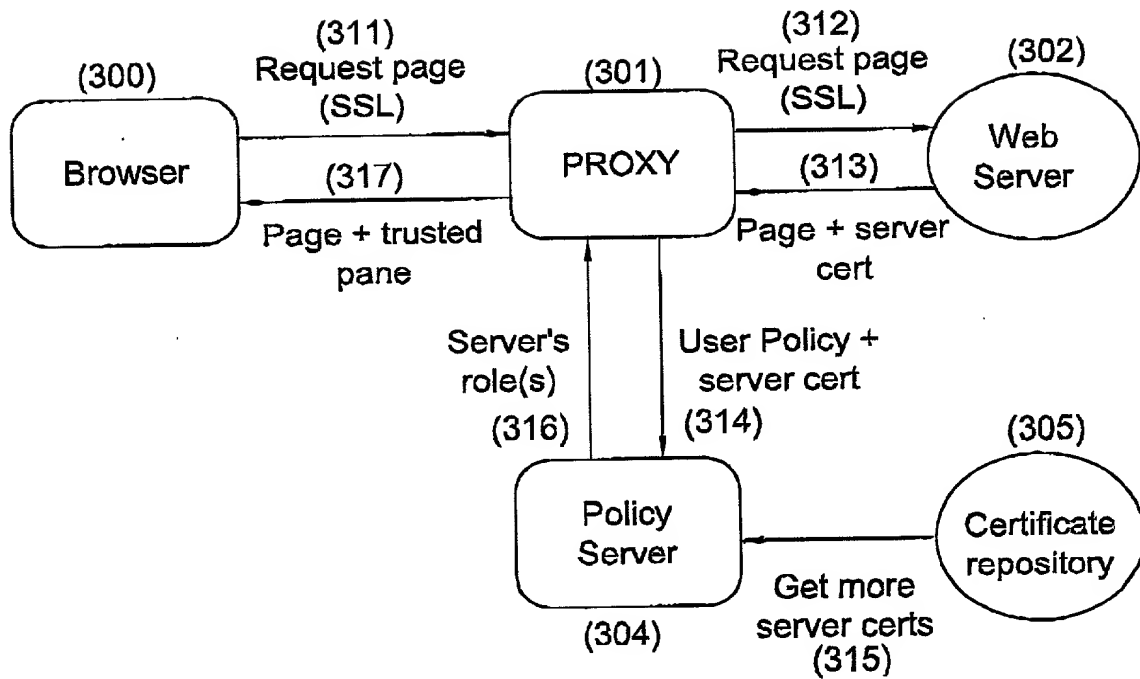 (300)
Browser
(311)
Request page
(SSL)
(317)
Page + trusted
pane
(301)
PROXY
(312)
Request page
(SSL)
(313)
Page + server
cert
(302)
Web
Server
Server's
role(s)
(316)
User Policy +
server cert
(314)
Policy
Server
(304)
(305)
Certificate
repository
Get more
server certs
(315)